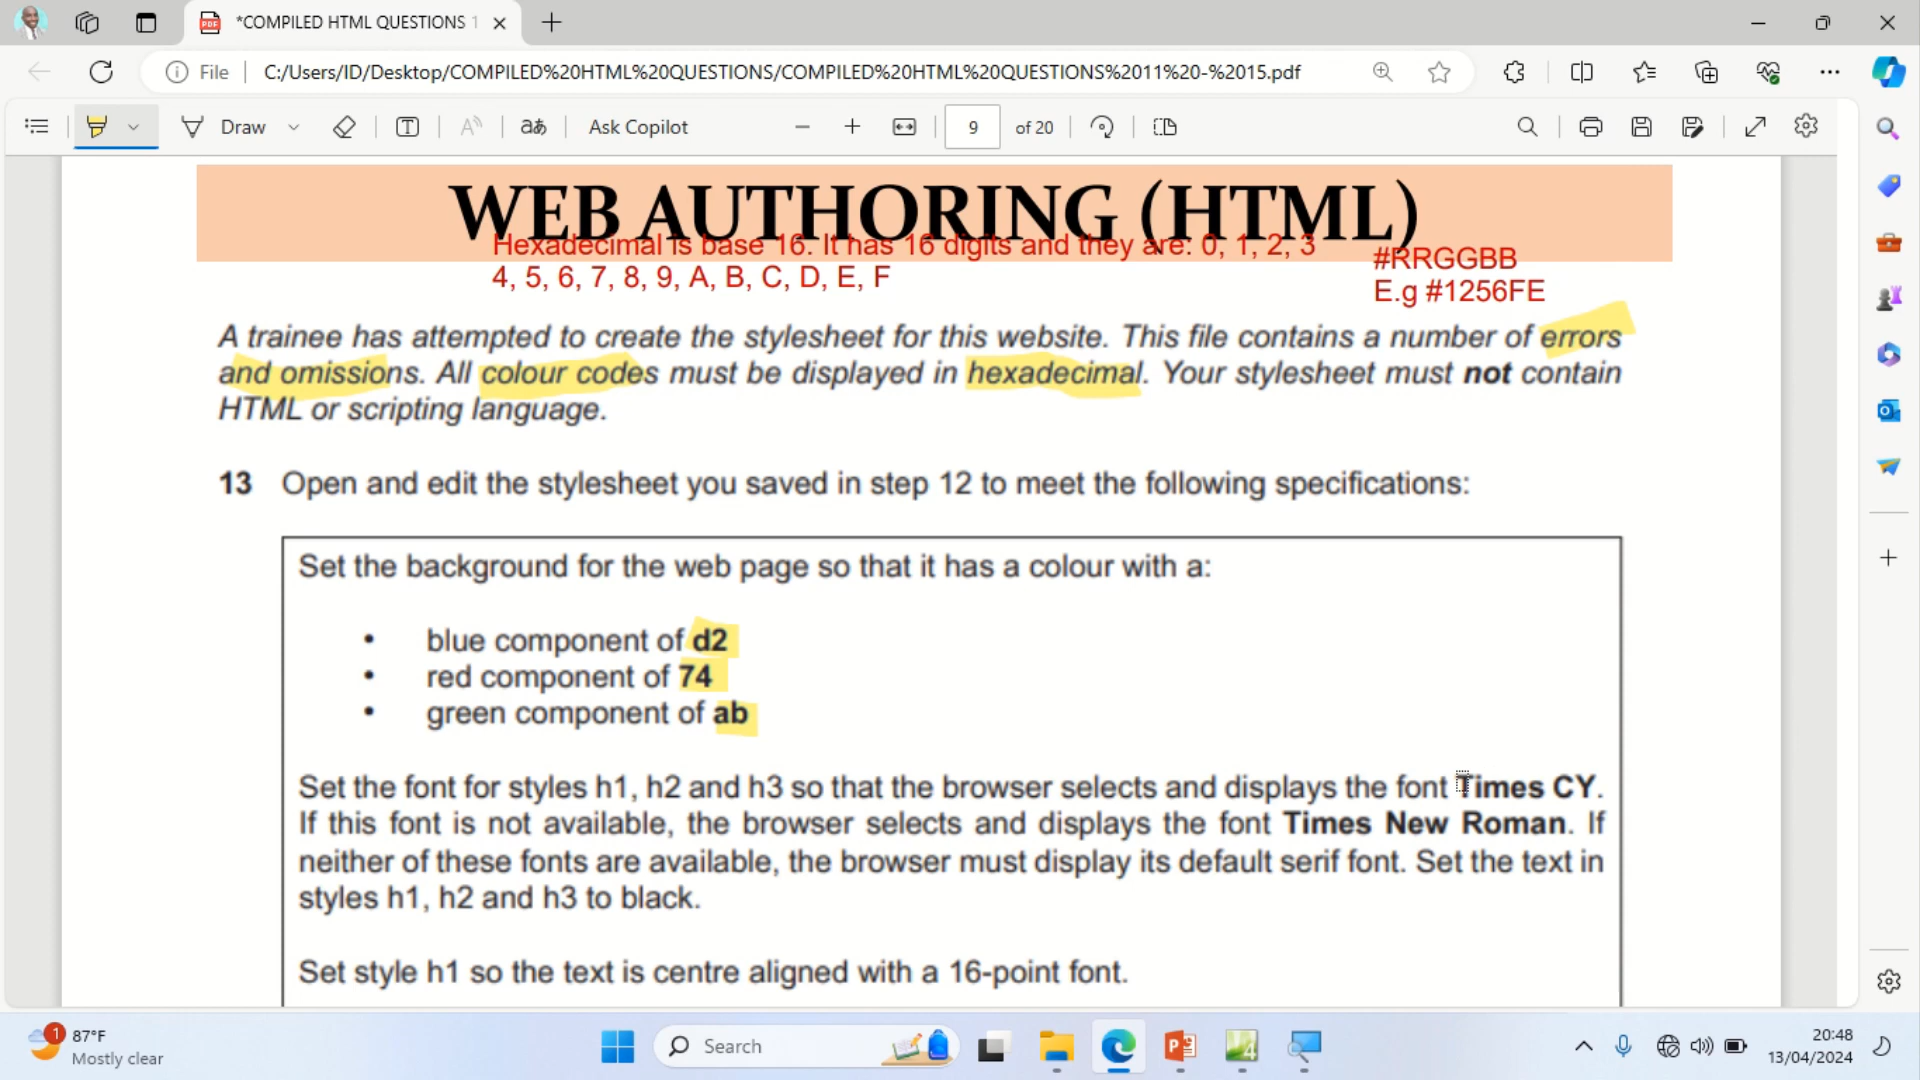 *COMPILED HTML QUESTIONS 1
File
C:/Users/ID/Desktop/COMPILED%20HTML%20QUESTIONS/COMPILED%20HTML%20QUESTIONS%2011%20-%2015.pdf
Draw
Ask Copilot
9
of 20
WEB AUTHORING (HTML)
Hexadecimal is base 16. It has 16 digits and they are: 0, 1, 2, 3
4, 5, 6, 7, 8, 9, A, B, C, D, E, F
#RRGGBB
E.g #1256FE
A trainee has attempted to create the stylesheet for this website. This file contains a number of errors
and omissions. All colour codes must be displayed in hexadecimal. Your stylesheet must not contain
HTML or scripting language.
13 Open and edit the stylesheet you saved in step 12 to meet the following specifications:
Set the background for the web page so that it has a colour with a:
• blue component of d2
• red component of 74
• green component of ab
Set the font for styles h1, h2 and h3 so that the browser selects and displays the font Times CY.
If this font is not available, the browser selects and displays the font Times New Roman. If
neither of these fonts are available, the browser must display its default serif font. Set the text in
styles h1, h2 and h3 to black.
Set style h1 so the text is centre aligned with a 16-point font.
1
87°F
Mostly clear
Search
20:48
13/04/2024